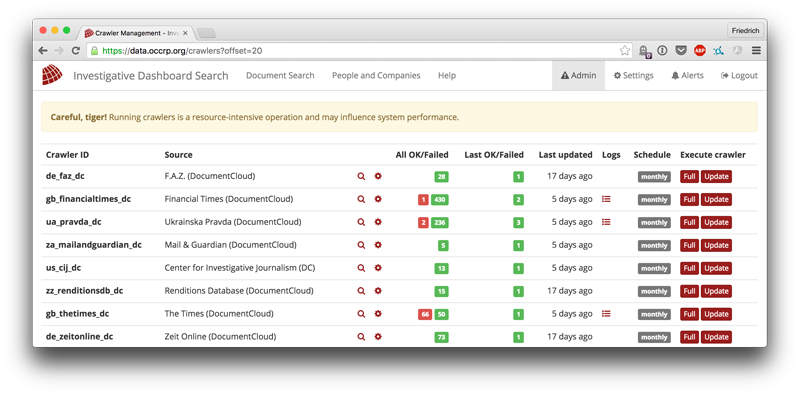 Crawler Management - Inve
Friedrich
https://data.occrp.org/crawlers?offset=20
Investigative Dashboard Search Document Search People and Companies Help Admin Settings Alerts Logout
Careful, tiger! Running crawlers is a resource-intensive operation and may influence system performance.
Crawler ID Source All OK/Failed Last OK/Failed Last updated Logs Schedule Execute crawler
de_faz_dc F.A.Z. (DocumentCloud) 28 1 17 days ago monthly Full Update
gb_financialtimes_dc Financial Times (DocumentCloud) 1 430 2 5 days ago monthly Full Update
ua_pravda_dc Ukrainska Pravda (DocumentCloud) 2 236 3 5 days ago monthly Full Update
za_mailandguardian_dc Mail & Guardian (DocumentCloud) 5 1 5 days ago monthly Full Update
us_cij_dc Center for Investigative Journalism (DC) 13 1 5 days ago monthly Full Update
zz_renditionsdb_dc Renditions Database (DocumentCloud) 15 1 17 days ago monthly Full Update
gb_thetimes_dc The Times (DocumentCloud) 66 50 1 5 days ago monthly Full Update
de_zeitonline_dc Zeit Online (DocumentCloud) 73 1 17 days ago monthly Full Update